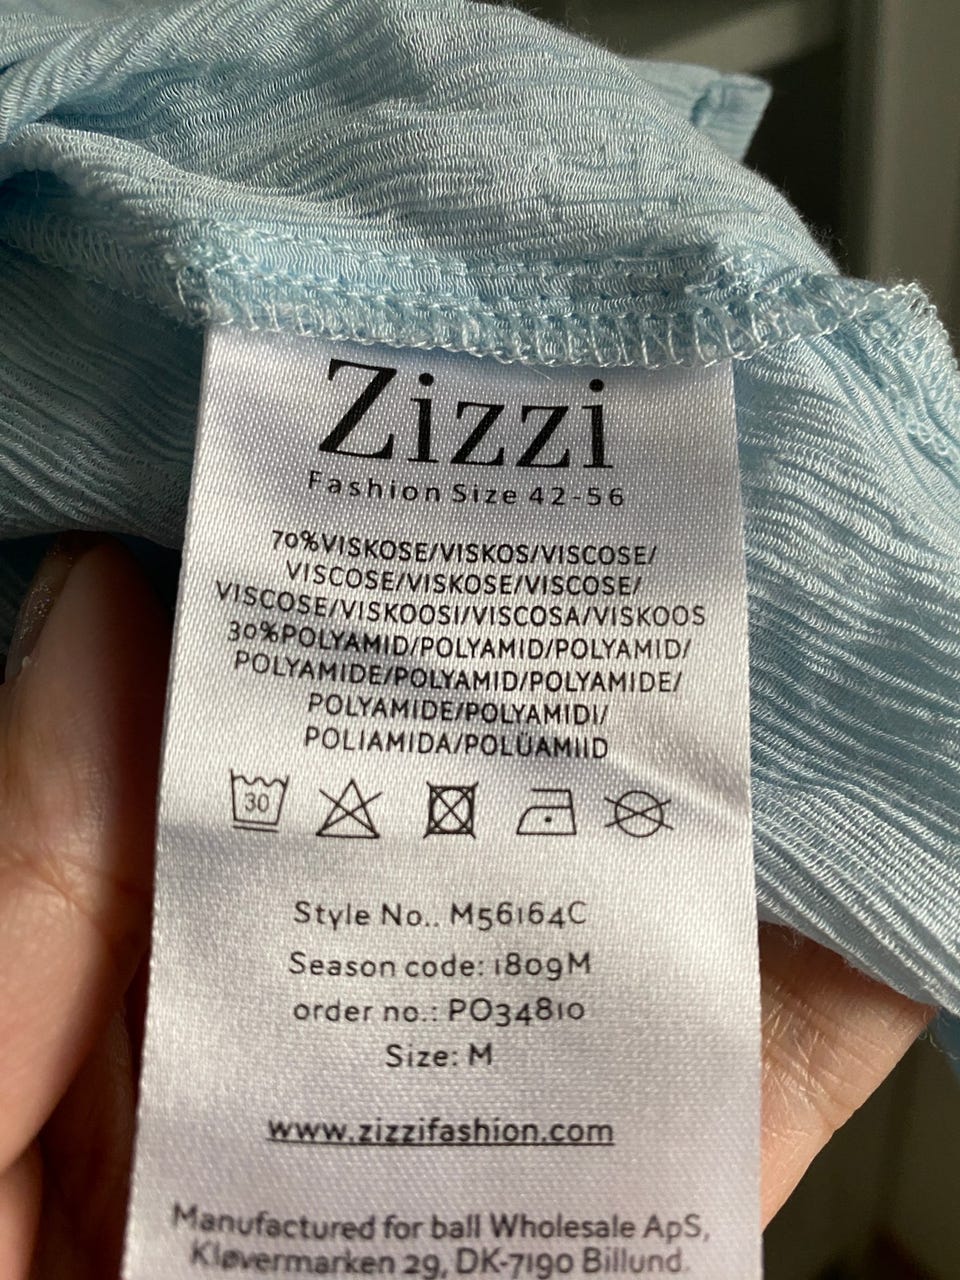 Zizzi
Fashion Size 42-56
70%VISKOSE/VISKOS/VISCOSE/
VISCOSE/VISKOSE/VISCOSE/
VISCOSE/VISKOOSI/VISCOSA/VISKOOS
30%POLYAMID/POLYAMID/POLYAMID/
POLYAMIDE/POLYAMID/POLYAMIDE/
POLYAMIDE/POLYAMIDI/
POLIAMIDA/POLÜAMIID
30
Style No.. M56164C
Season code: 1809M
order no.: PO34810
Size: M
www.zizzifashion.com
Manufactured for ball Wholesale ApS,
Kløvermarken 29, DK-7190 Billund.